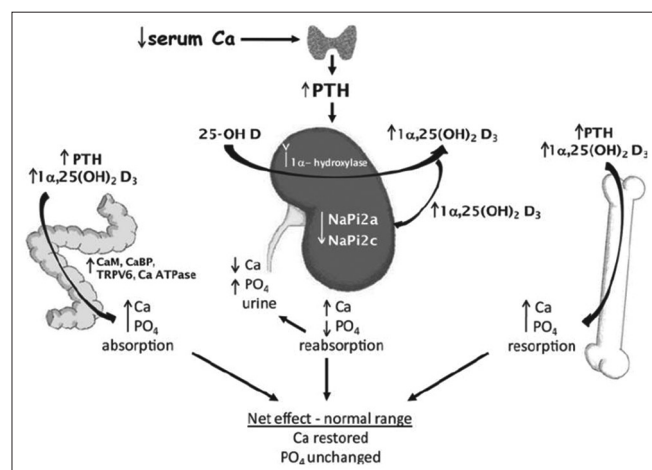 ↓serum Ca
↑PTH
25-OH D
↑1α-hydroxylase
↑1α,25(OH)₂ D₃
↑1α,25(OH)₂ D₃
↓NaPi2a
NaPi2c
↑PTH
↑1α,25(OH)₂ D₃
↑CaM, CaBP,
TRPV6, Ca ATPase
↑Ca
PO₄
absorption
↓Ca
↑PO₄
urine
↑Ca
↓PO₄
reabsorption
↑PTH
↑1α,25(OH)₂ D₃
↑Ca
PO₄
resorption
Net effect - normal range
Ca restored
PO₄ unchanged